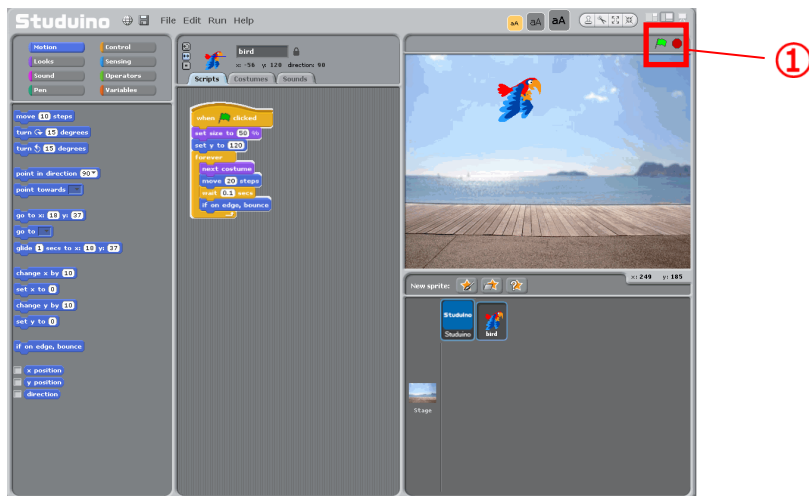 Studuino File Edit Run Help aA aA aA
①
Motion Control
Looks Sensing
Sound Operators
Pen Variables
bird
x: -56 y: 120 direction: 90
Scripts Costumes Sounds
move 10 steps
turn 15 degrees
turn 15 degrees
point in direction 90
point towards
go to x: 18 y: 37
go to
glide 1 secs to x: 18 y: 37
change x by 10
set x to 0
change y by 10
set y to 0
if on edge, bounce
x position
y position
direction
when clicked
set size to 50 %
set y to 120
forever
next costume
move 20 steps
wait 0.1 secs
if on edge, bounce
x: 249 y: 185
New sprite:
Studuino
Studuino bird
Stage